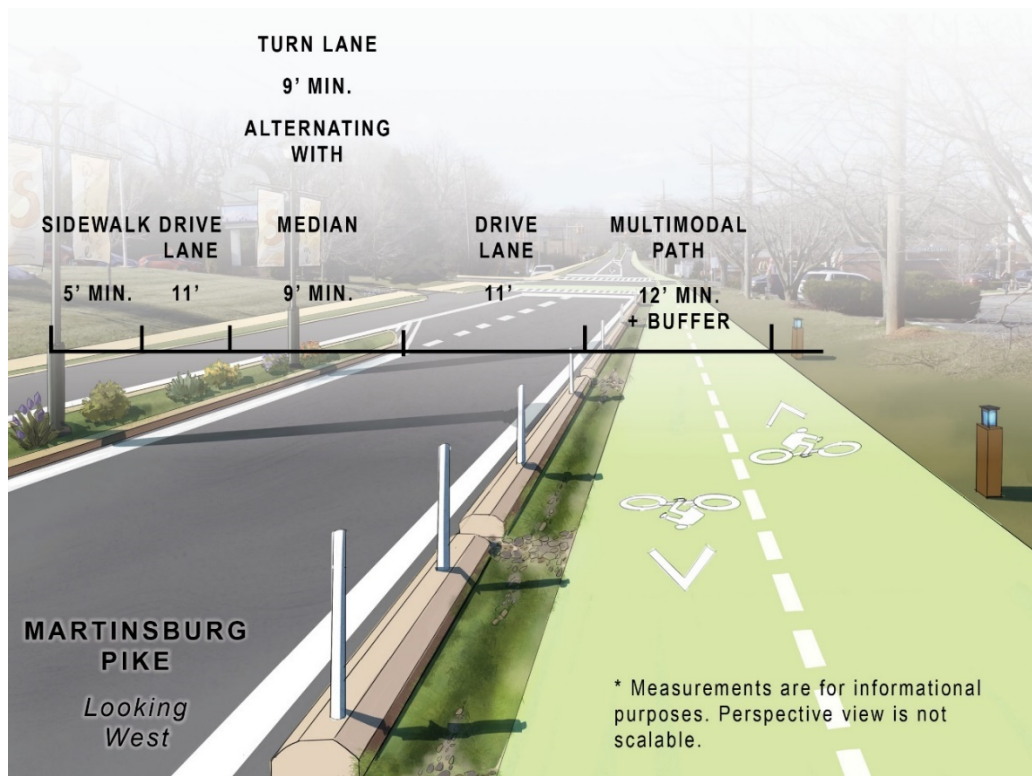 TURN LANE
9' MIN.
ALTERNATING
WITH
SIDEWALK DRIVE LANE
MEDIAN
DRIVE
LANE
MULTIMODAL
PATH
5' MIN.
11'
9' MIN.
11'
12' MIN.
+ BUFFER
MARTINSBURG
PIKE
Looking
West
* Measurements are for informational
purposes. Perspective view is not
scalable.